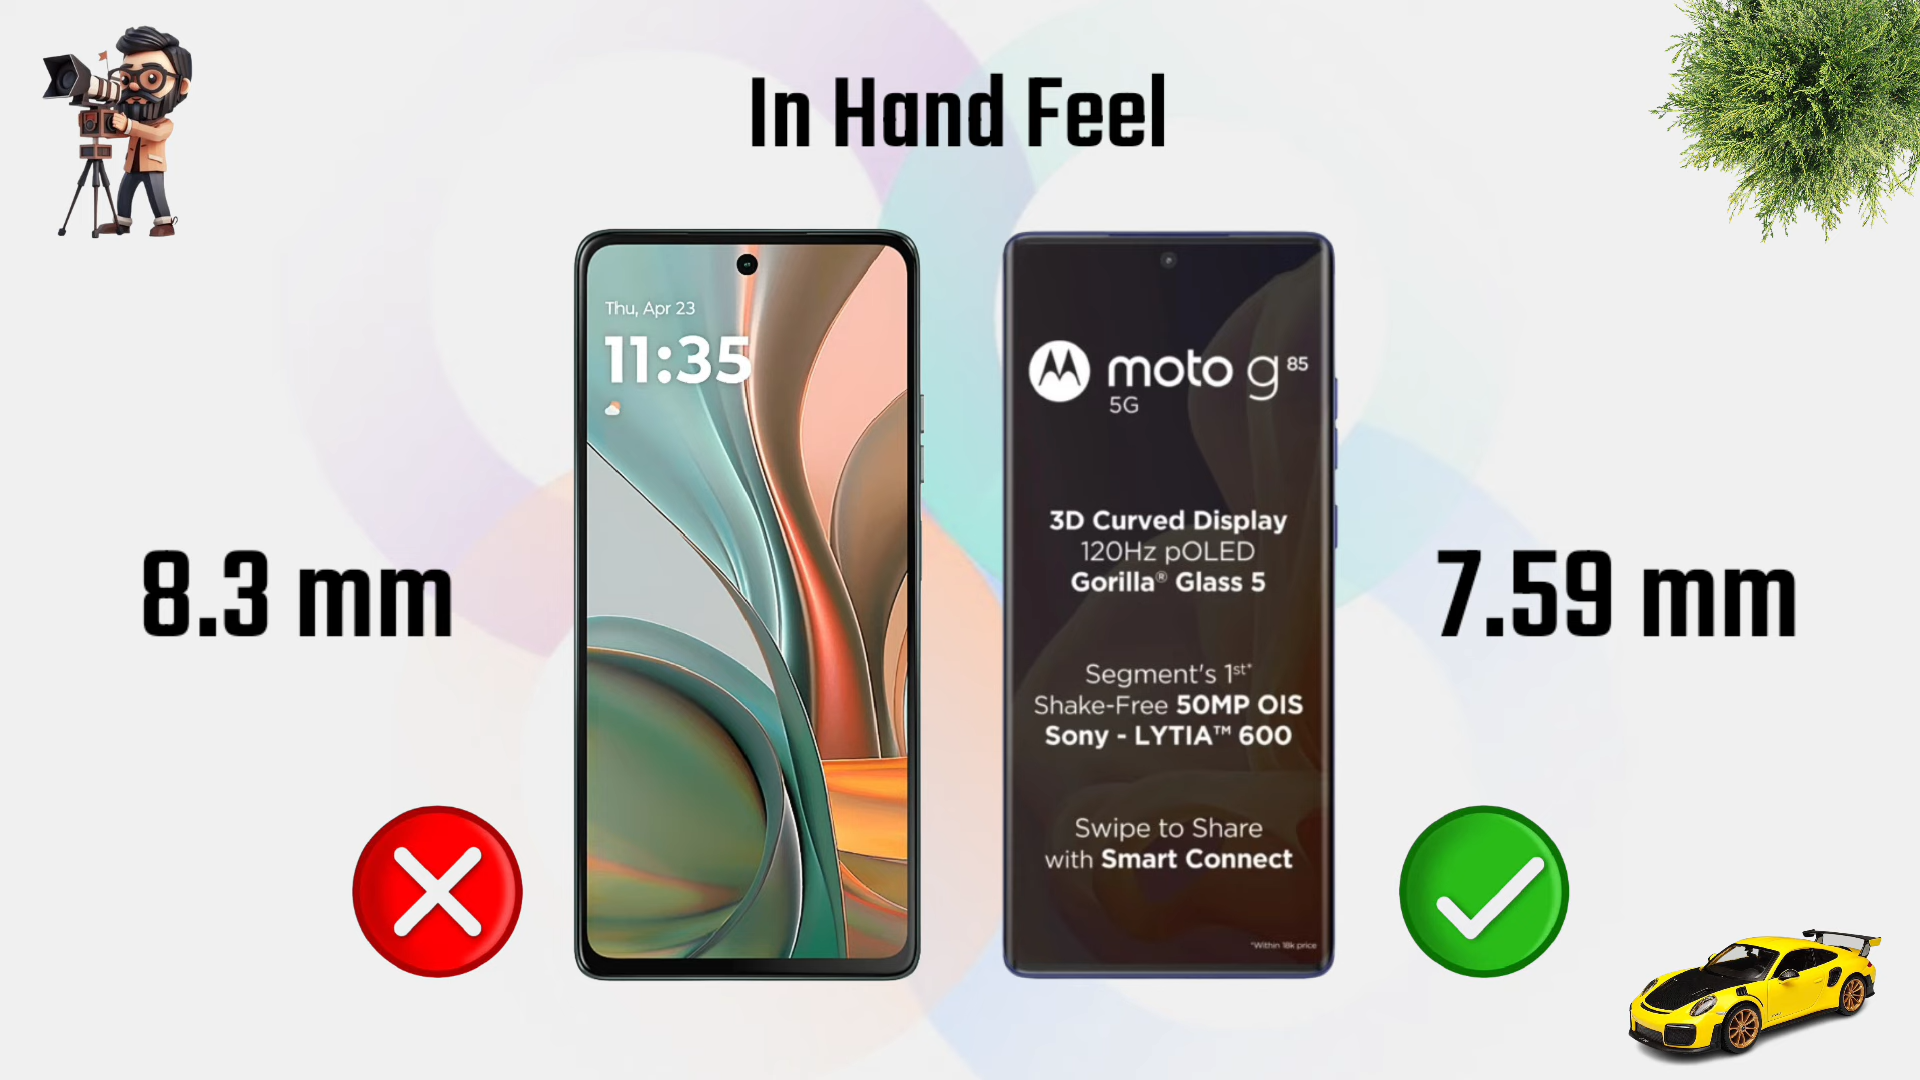 In Hand Feel
Thu, Apr 23
11:35
8.3 mm
moto g 85
5G
3D Curved Display
120Hz pOLED
Gorilla® Glass 5
Segment's 1st*
Shake-Free 50MP OIS
Sony - LYTIA™ 600
Swipe to Share
with Smart Connect
*Within 18k price
7.59 mm